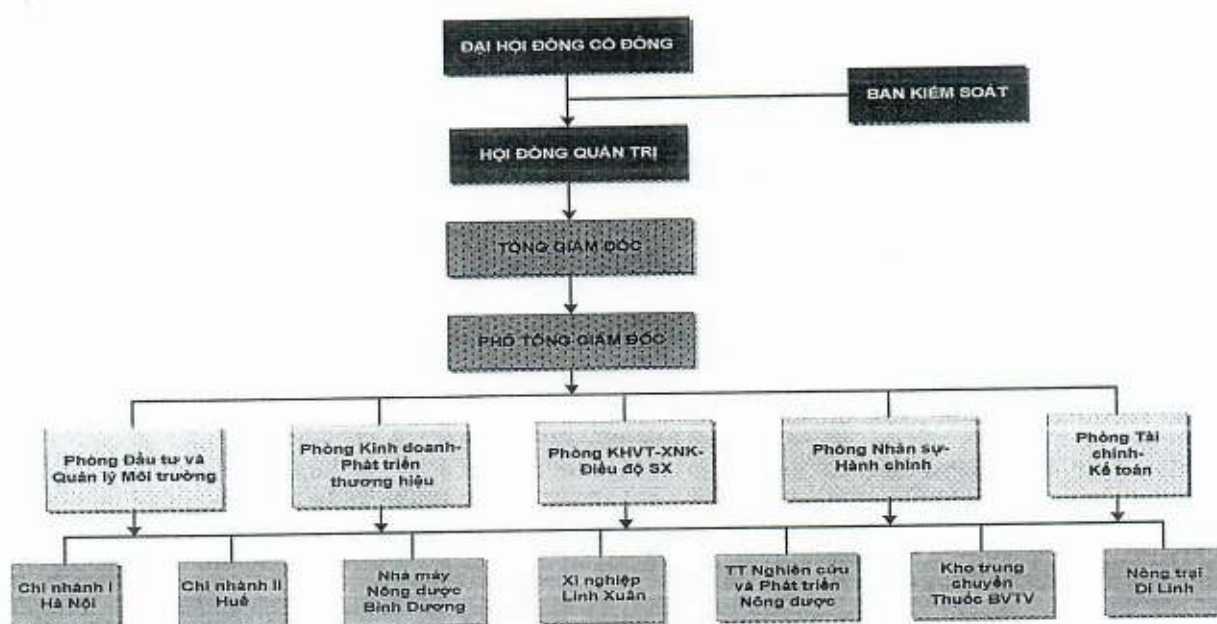 ĐẠI HỘI ĐỒNG CỔ ĐÔNG
BAN KIỂM SOÁT
HỘI ĐỒNG QUẢN TRỊ
TỔNG GIÁM ĐỐC
PHÓ TỔNG GIÁM ĐỐC
Phòng Đầu tư và
Quản lý Môi trường
Phòng Kinh doanh-
Phát triển
thương hiệu
Phòng KHVT-XNK-
Điều độ SX
Phòng Nhân sự-
Hành chính
Phòng Tài
chính-
Kế toán
Chi nhánh I
Hà Nội
Chi nhánh II
Huế
Nhà máy
Nông dược
Bình Dương
Xí nghiệp
Linh Xuân
TT Nghiên cứu
và Phát triển
Nông dược
Kho trung
chuyển
Thuốc BVTV
Nông trại
Di Linh